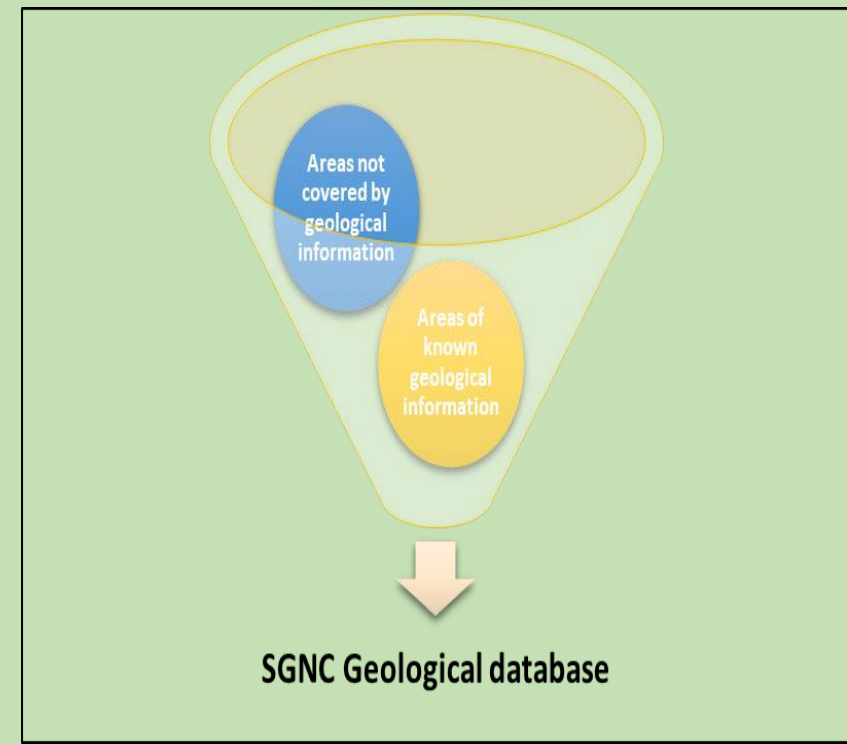 Areas not
covered by
geological
information
Areas of
known
geological
information
SGNC Geological database